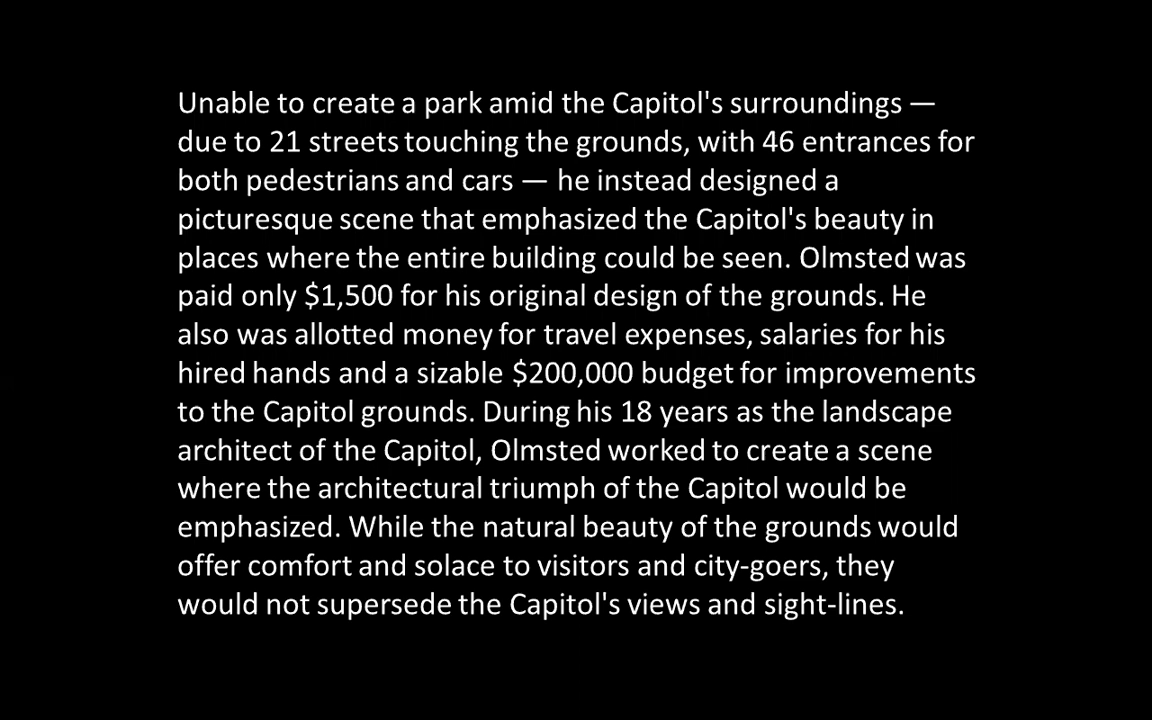 Unable to create a park amid the Capitol's surroundings —
due to 21 streets touching the grounds, with 46 entrances for
both pedestrians and cars — he instead designed a
picturesque scene that emphasized the Capitol's beauty in
places where the entire building could be seen. Olmsted was
paid only $1,500 for his original design of the grounds. He
also was allotted money for travel expenses, salaries for his
hired hands and a sizable $200,000 budget for improvements
to the Capitol grounds. During his 18 years as the landscape
architect of the Capitol, Olmsted worked to create a scene
where the architectural triumph of the Capitol would be
emphasized. While the natural beauty of the grounds would
offer comfort and solace to visitors and city-goers, they
would not supersede the Capitol's views and sight-lines.